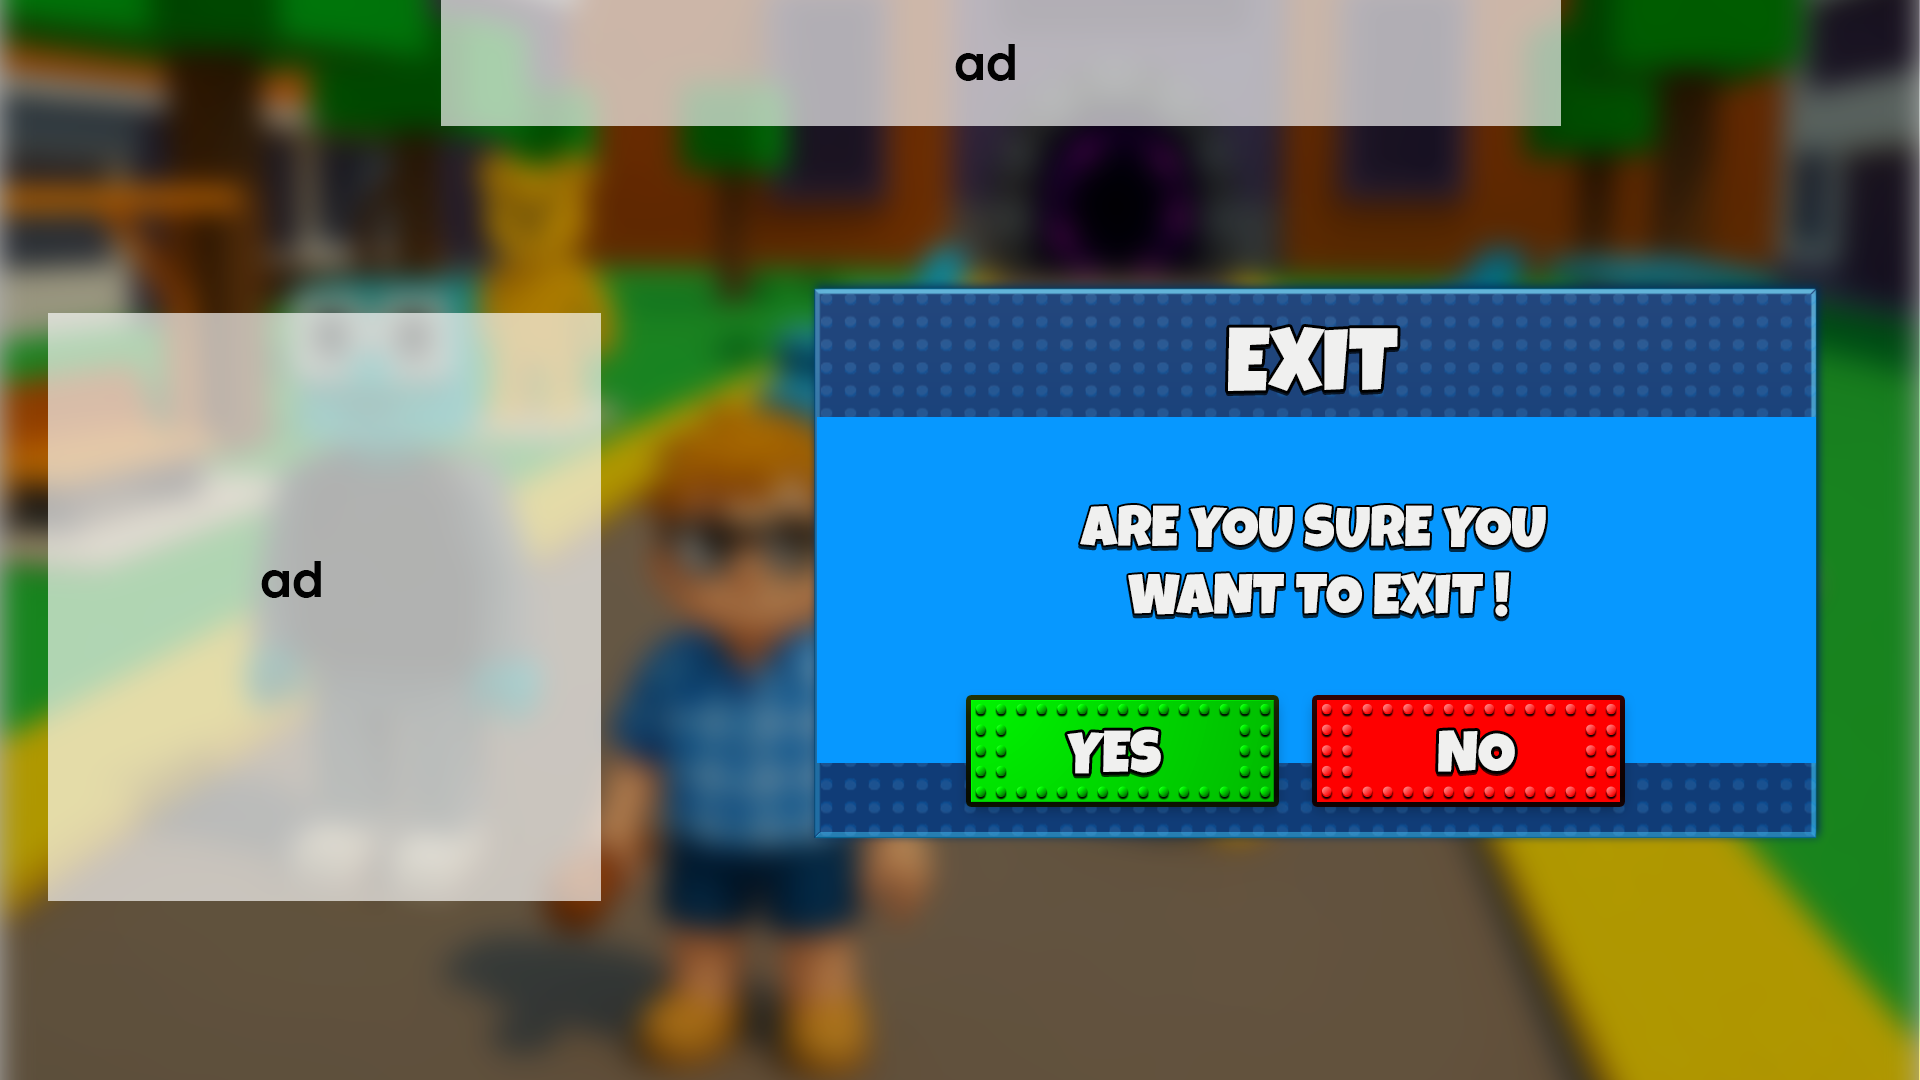 ad
EXIT
ARE YOU SURE YOU
WANT TO EXIT !
ad
YES
NO